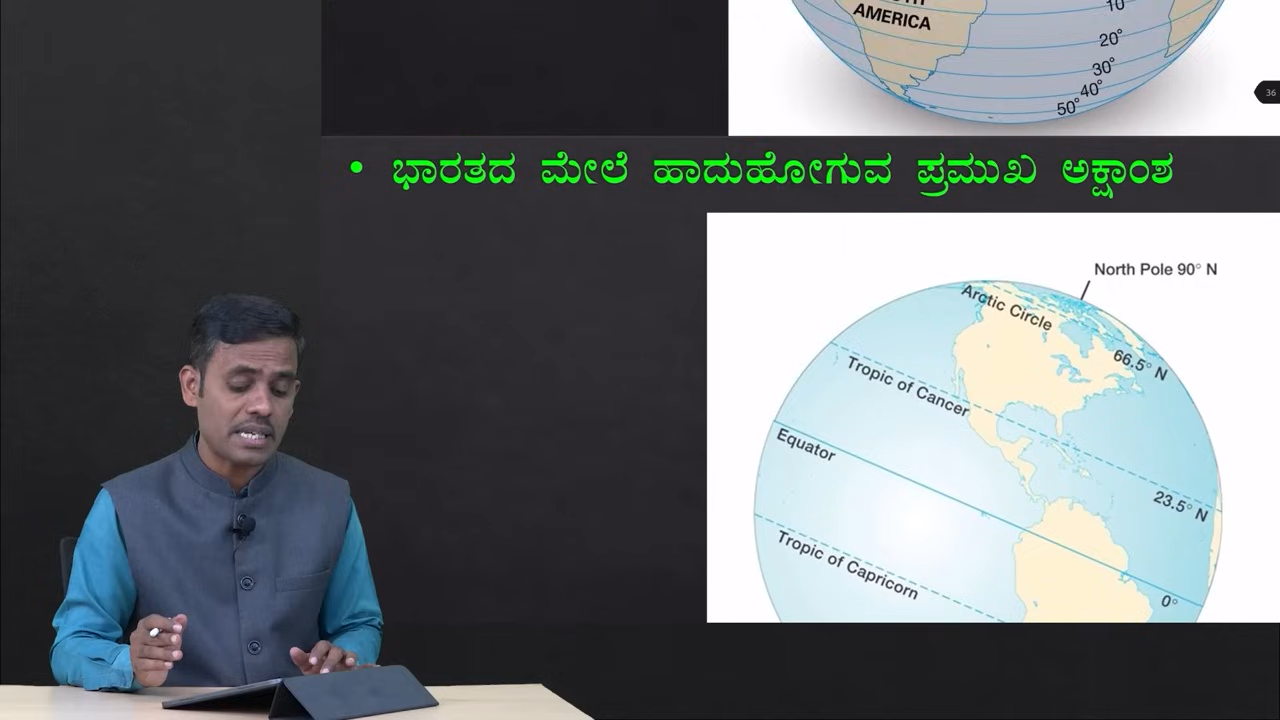 AMERICA
10°
20°
30°
40°
50°
36
• ಭಾರತದ ಮೇಲೆ ಹಾದುಹೋಗುವ ಪ್ರಮುಖ ಅಕ್ಷಾಂಶ
North Pole 90° N
Arctic Circle
66.5° N
Tropic of Cancer
Equator
23.5° N
Tropic of Capricorn
0°